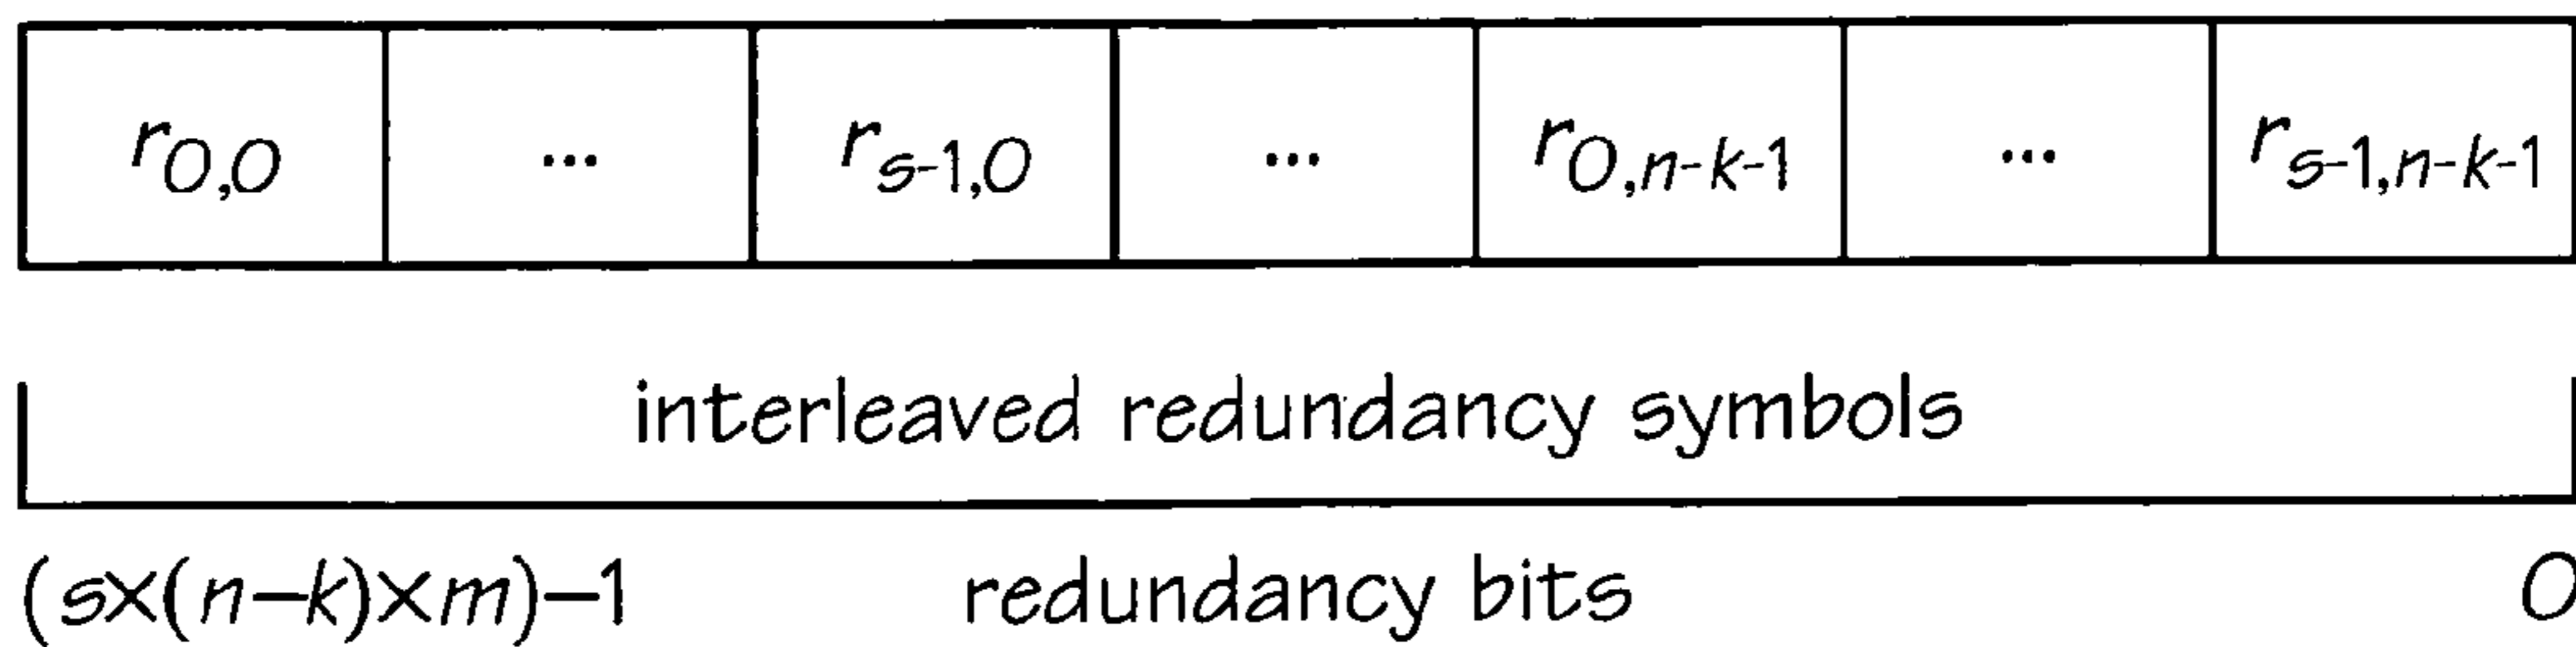 r0,0 ... rs-1,0 ... r0,n-k-1 ... rs-1,n-k-1
interleaved redundancy symbols
(s×(n−k)×m)−1 redundancy bits 0